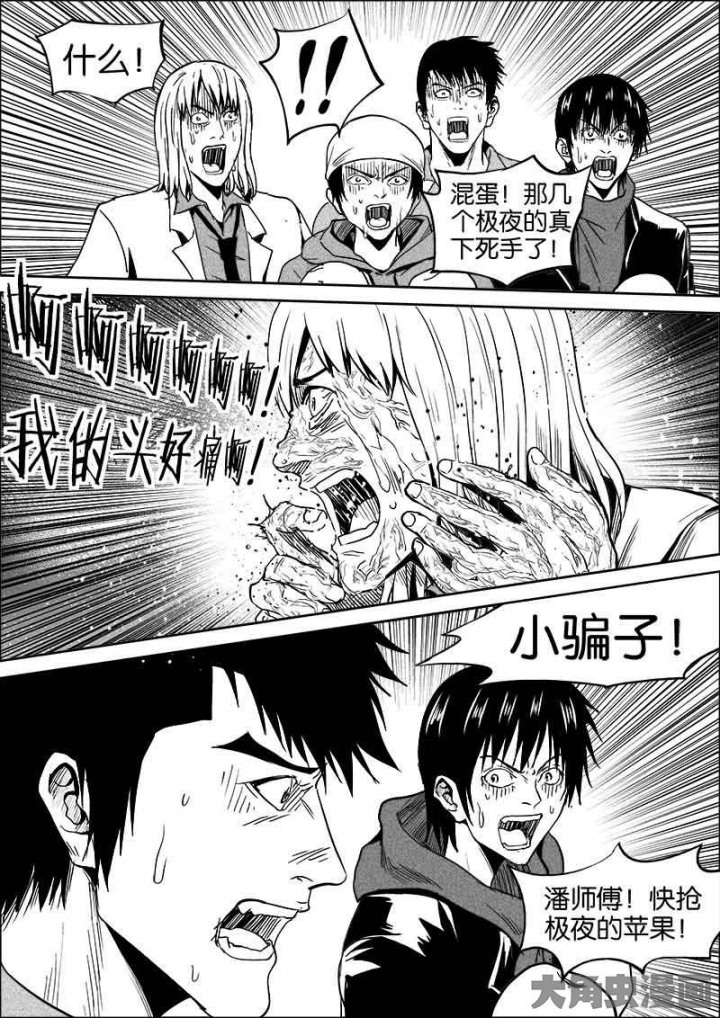 什么！
！！
混蛋！那几
个极夜的真
下死手了！
啊啊啊啊啊啊！
我的头好痛啊！
小骗子！
潘师傅！快抢
极夜的苹果！
大角虫漫画